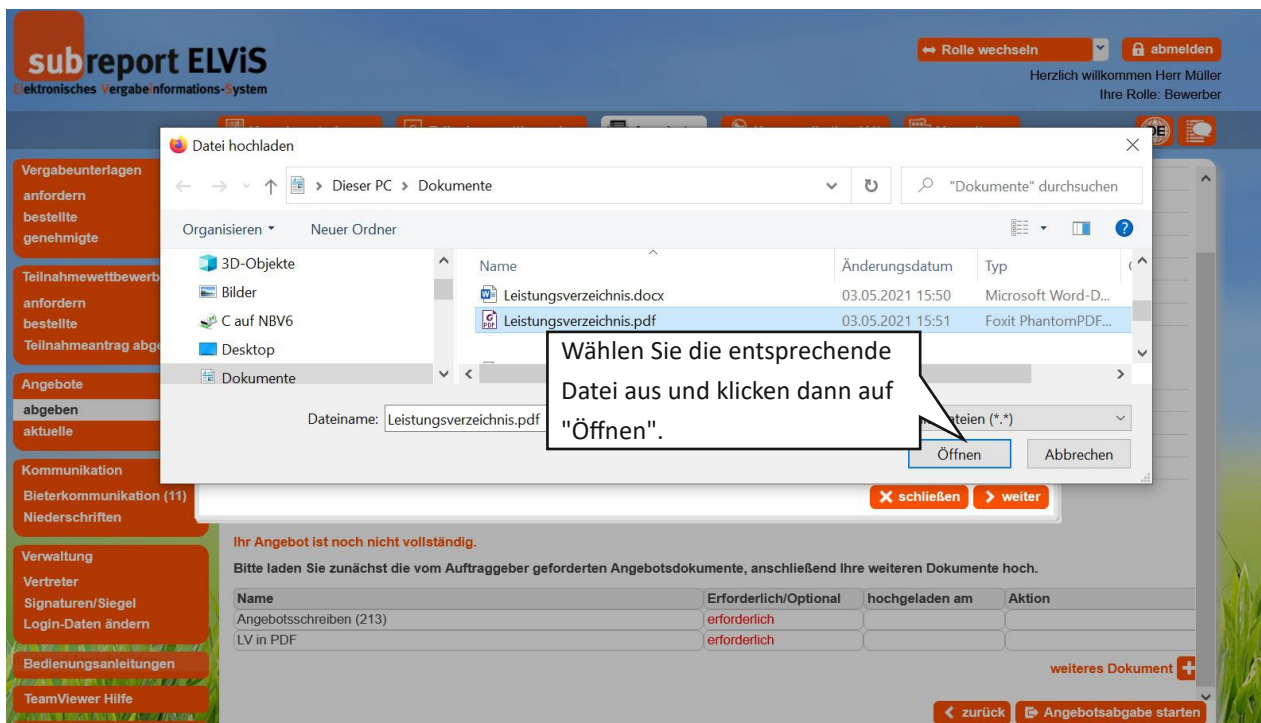 subreport ELViS
Elektronisches VergabeInformations-System
Rolle wechseln
abmelden
Herzlich willkommen Herr Müller
Ihre Rolle: Bewerber
DE
Vergabeunterlagen
anfordern
bestellte
genehmigte
Teilnahmewettbewerb
anfordern
bestellte
Angebote
abgeben
aktuelle
Kommunikation
Bieterkommunikation (11)
Niederschriften
Verwaltung
Vertreter
Signaturen/Siegel
Login-Daten ändern
Bedienungsanleitungen
TeamViewer Hilfe
Datei hochladen
Dieser PC > Dokumente
"Dokumente" durchsuchen
Organisieren Neuer Ordner
3D-Objekte
Bilder
C auf NBV6
Desktop
Dokumente
Name Änderungsdatum Typ
Leistungsverzeichnis.docx 03.05.2021 15:50 Microsoft Word-D...
Leistungsverzeichnis.pdf 03.05.2021 15:51 Foxit PhantomPDF...
Wählen Sie die entsprechende
Datei aus und klicken dann auf
"Öffnen".
Dateiname: Leistungsverzeichnis.pdf
(*.*)
Öffnen Abbrechen
schließen weiter
Ihr Angebot ist noch nicht vollständig.
Bitte laden Sie zunächst die vom Auftraggeber geforderten Angebotsdokumente, anschließend Ihre weiteren Dokumente hoch.
Name Erforderlich/Optional hochgeladen am Aktion
Angebotsschreiben (213) erforderlich
LV in PDF erforderlich
weiteres Dokument
zurück Angebotsabgabe starten